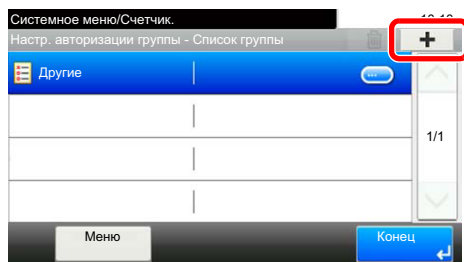 Системное меню/Счетчик.
Настр. авторизации группы - Список группы
+
Другие
1/1
Меню
Конец